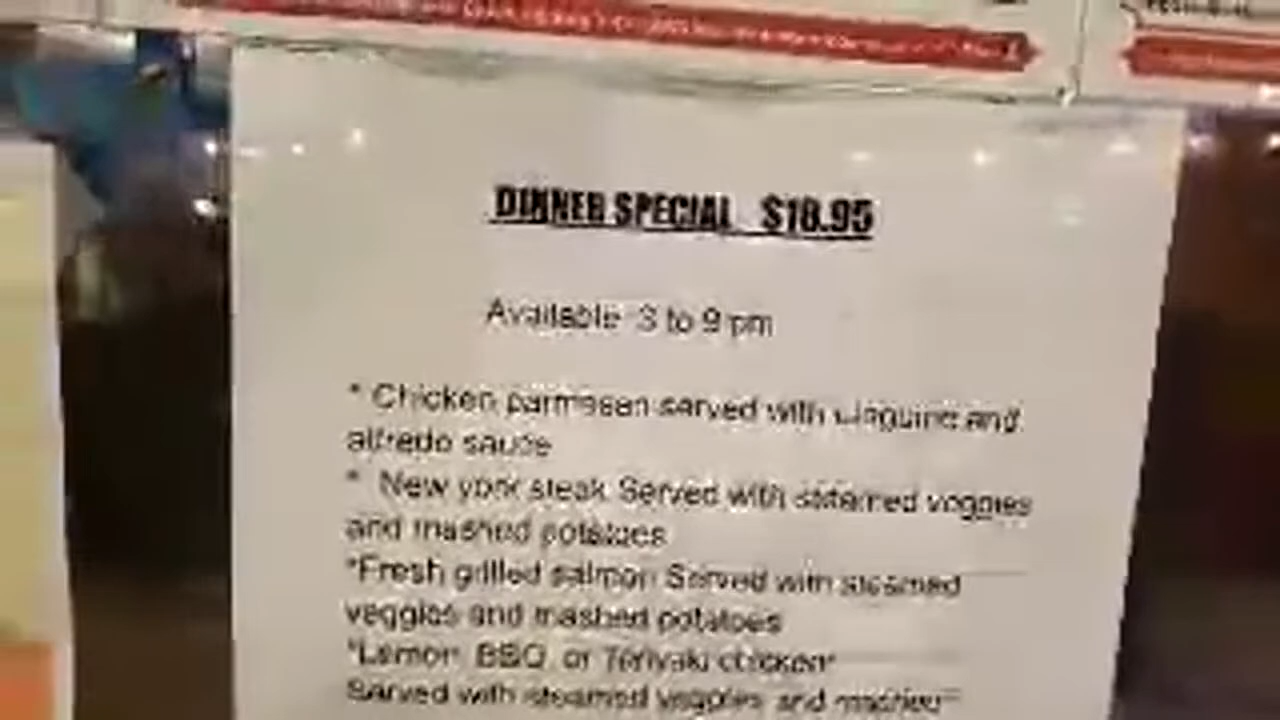 DINNER SPECIAL $18.95
Available 3 to 9 pm
* Chicken parmesan served with Linguine and
alfredo sauce
* New york steak Served with steamed veggies
and mashed potatoes
*Fresh grilled salmon Served with steamed
veggies and mashed potatoes
*Lemon BBQ or Teriyaki chicken*
Served with steamed veggies and mashed